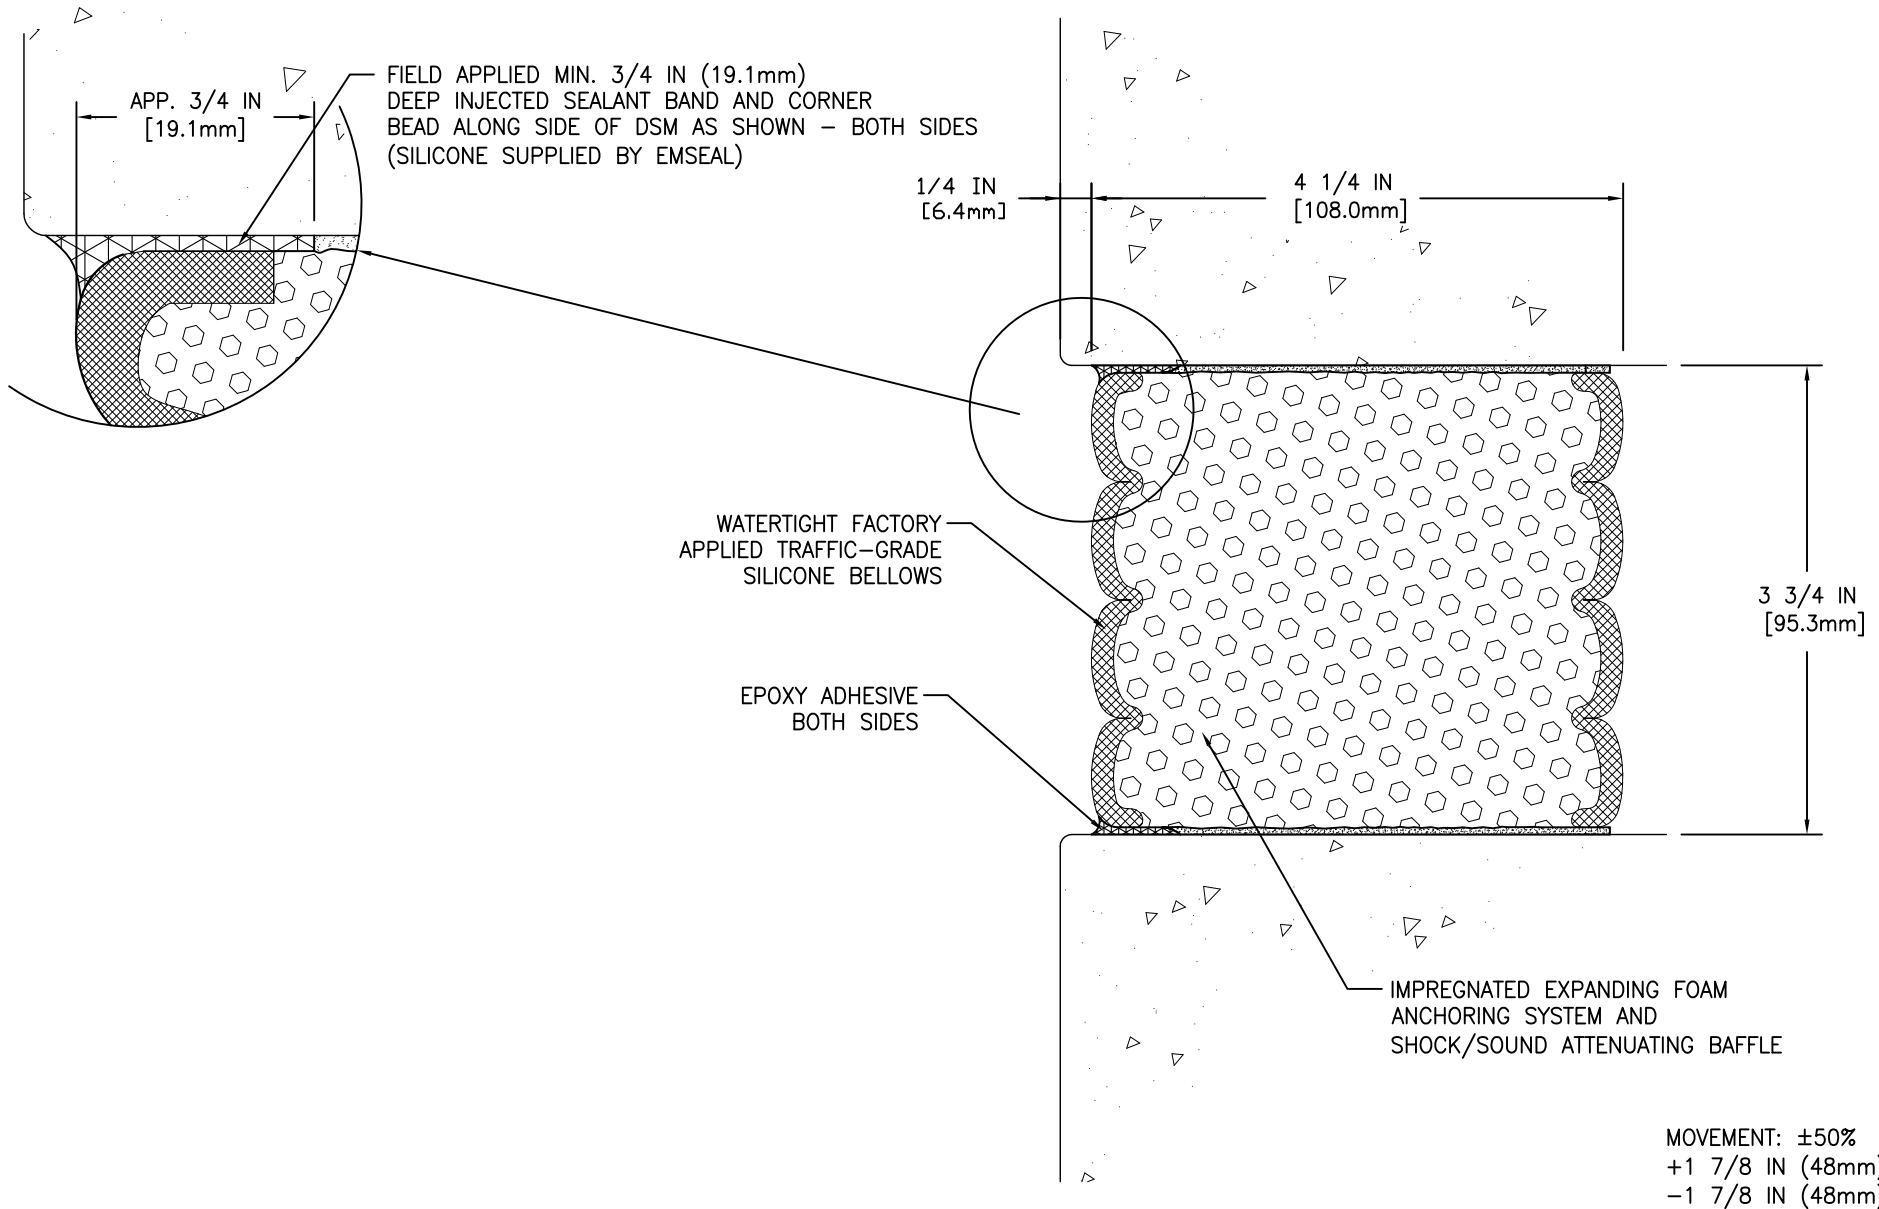 APP. 3/4 IN
[19.1mm]
FIELD APPLIED MIN. 3/4 IN (19.1mm)
DEEP INJECTED SEALANT BAND AND CORNER
BEAD ALONG SIDE OF DSM AS SHOWN – BOTH SIDES
(SILICONE SUPPLIED BY EMSEAL)
1/4 IN
[6.4mm]
4 1/4 IN
[108.0mm]
WATERTIGHT FACTORY
APPLIED TRAFFIC–GRADE
SILICONE BELLOWS
3 3/4 IN
[95.3mm]
EPOXY ADHESIVE
BOTH SIDES
IMPREGNATED EXPANDING FOAM
ANCHORING SYSTEM AND
SHOCK/SOUND ATTENUATING BAFFLE
MOVEMENT: ±50%
+1 7/8 IN (48mm)
–1 7/8 IN (48mm)